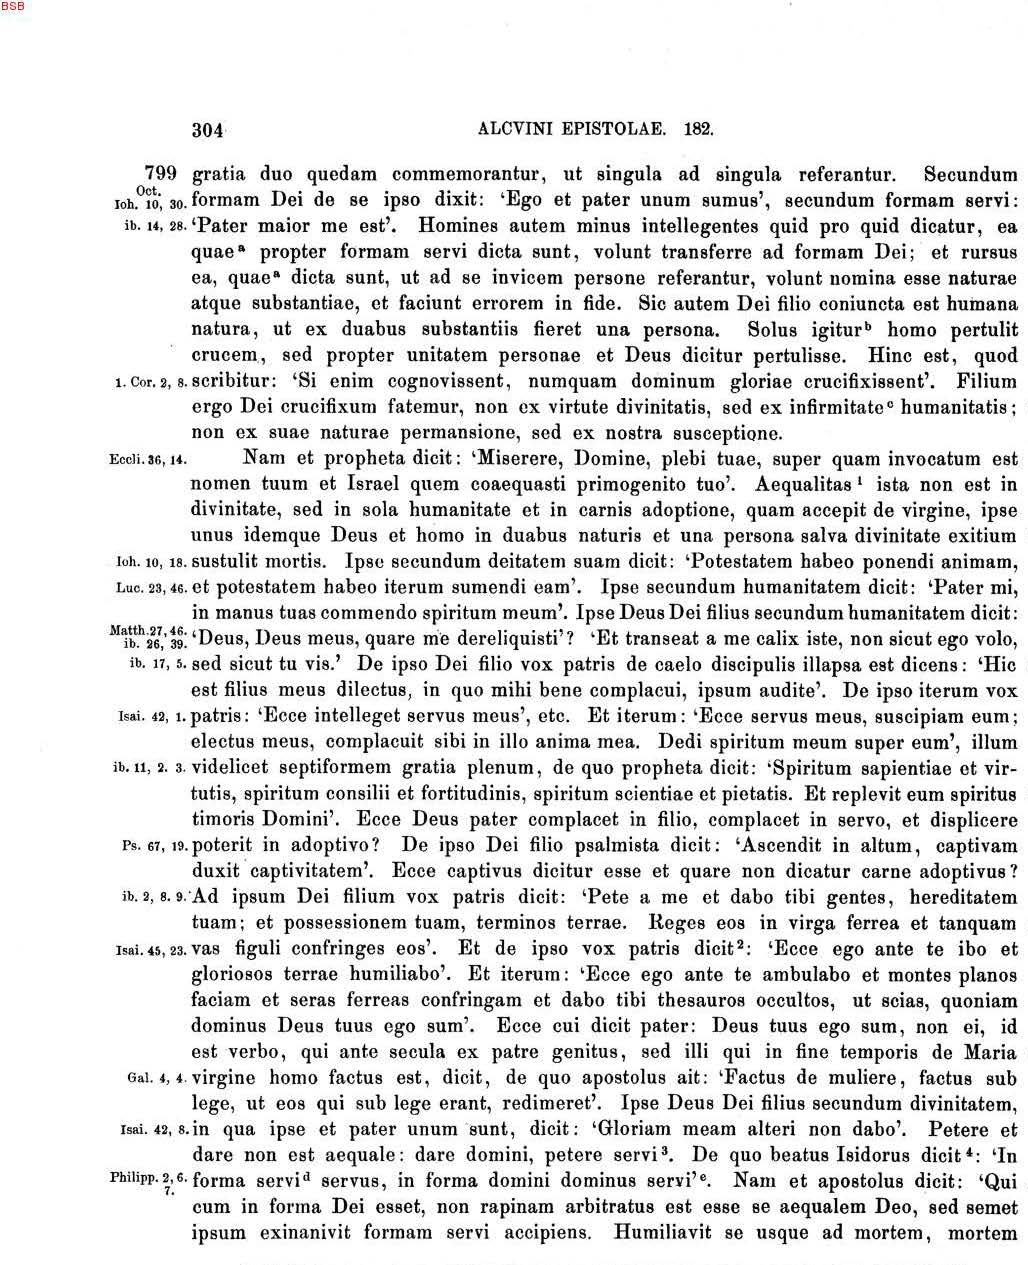 BSB
304 ALCVINI EPISTOLAE. 182.
799 gratia duo quedam commemorantur, ut singula ad singula referantur. Secundum
Oct.
Ioh. 10, 30. formam Dei de se ipso dixit: ‘Ego et pater unum sumus’, secundum formam servi:
ib. 14, 28. ‘Pater maior me est’. Homines autem minus intellegentes quid pro quid dicatur, ea
quaeᵃ propter formam servi dicta sunt, volunt transferre ad formam Dei; et rursus
ea, quaeᵃ dicta sunt, ut ad se invicem persone referantur, volunt nomina esse naturae
atque substantiae, et faciunt errorem in fide. Sic autem Dei filio coniuncta est humana
natura, ut ex duabus substantiis fieret una persona. Solus igiturᵇ homo pertulit
crucem, sed propter unitatem personae et Deus dicitur pertulisse. Hinc est, quod
1. Cor. 2, 8. scribitur: ‘Si enim cognovissent, numquam dominum gloriae crucifixissent’. Filium
ergo Dei crucifixum fatemur, non ex virtute divinitatis, sed ex infirmitateᶜ humanitatis;
non ex suae naturae permansione, sed ex nostra susceptione.
Eccli. 36, 14. Nam et propheta dicit: ‘Miserere, Domine, plebi tuae, super quam invocatum est
nomen tuum et Israel quem coaequasti primogenito tuo’. Aequalitas¹ ista non est in
divinitate, sed in sola humanitate et in carnis adoptione, quam accepit de virgine, ipse
unus idemque Deus et homo in duabus naturis et una persona salva divinitate exitium
Ioh. 10, 18. sustulit mortis. Ipse secundum deitatem suam dicit: ‘Potestatem habeo ponendi animam,
Luc. 23, 46. et potestatem habeo iterum sumendi eam’. Ipse secundum humanitatem dicit: ‘Pater mi,
in manus tuas commendo spiritum meum’. Ipse Deus Dei filius secundum humanitatem dicit:
Matth. 27, 46. ib. 26, 39. ‘Deus, Deus meus, quare me dereliquisti’? ‘Et transeat a me calix iste, non sicut ego volo,
ib. 17, 5. sed sicut tu vis.’ De ipso Dei filio vox patris de caelo discipulis illapsa est dicens: ‘Hic
est filius meus dilectus, in quo mihi bene complacui, ipsum audite’. De ipso iterum vox
Isai. 42, 1. patris: ‘Ecce intelleget servus meus’, etc. Et iterum: ‘Ecce servus meus, suscipiam eum;
electus meus, complacuit sibi in illo anima mea. Dedi spiritum meum super eum’, illum
ib. 11, 2. 3. videlicet septiformem gratia plenum, de quo propheta dicit: ‘Spiritum sapientiae et vir-
tutis, spiritum consilii et fortitudinis, spiritum scientiae et pietatis. Et replevit eum spiritus
timoris Domini’. Ecce Deus pater complacet in filio, complacet in servo, et displicere
Ps. 67, 19. poterit in adoptivo? De ipso Dei filio psalmista dicit: ‘Ascendit in altum, captivam
duxit captivitatem’. Ecce captivus dicitur esse et quare non dicatur carne adoptivus?
ib. 2, 8. 9. Ad ipsum Dei filium vox patris dicit: ‘Pete a me et dabo tibi gentes, hereditatem
tuam; et possessionem tuam, terminos terrae. Reges eos in virga ferrea et tanquam
Isai. 45, 23. vas figuli confringes eos’. Et de ipso vox patris dicit²: ‘Ecce ego ante te ibo et
gloriosos terrae humiliabo’. Et iterum: ‘Ecce ego ante te ambulabo et montes planos
faciam et seras ferreas confringam et dabo tibi thesauros occultos, ut scias, quoniam
dominus Deus tuus ego sum’. Ecce cui dicit pater: Deus tuus ego sum, non ei, id
est verbo, qui ante secula ex patre genitus, sed illi qui in fine temporis de Maria
Gal. 4, 4. virgine homo factus est, dicit, de quo apostolus ait: ‘Factus de muliere, factus sub
lege, ut eos qui sub lege erant, redimeret’. Ipse Deus Dei filius secundum divinitatem,
Isai. 42, 8. in qua ipse et pater unum sunt, dicit: ‘Gloriam meam alteri non dabo’. Petere et
dare non est aequale: dare domini, petere servi³. De quo beatus Isidorus dicit⁴: ‘In
Philipp. 2, 6. 7. forma serviᵈ servus, in forma domini dominus servi’ᵉ. Nam et apostolus dicit: ‘Qui
cum in forma Dei esset, non rapinam arbitratus est esse se aequalem Deo, sed semet
ipsum exinanivit formam servi accipiens. Humiliavit se usque ad mortem, mortem